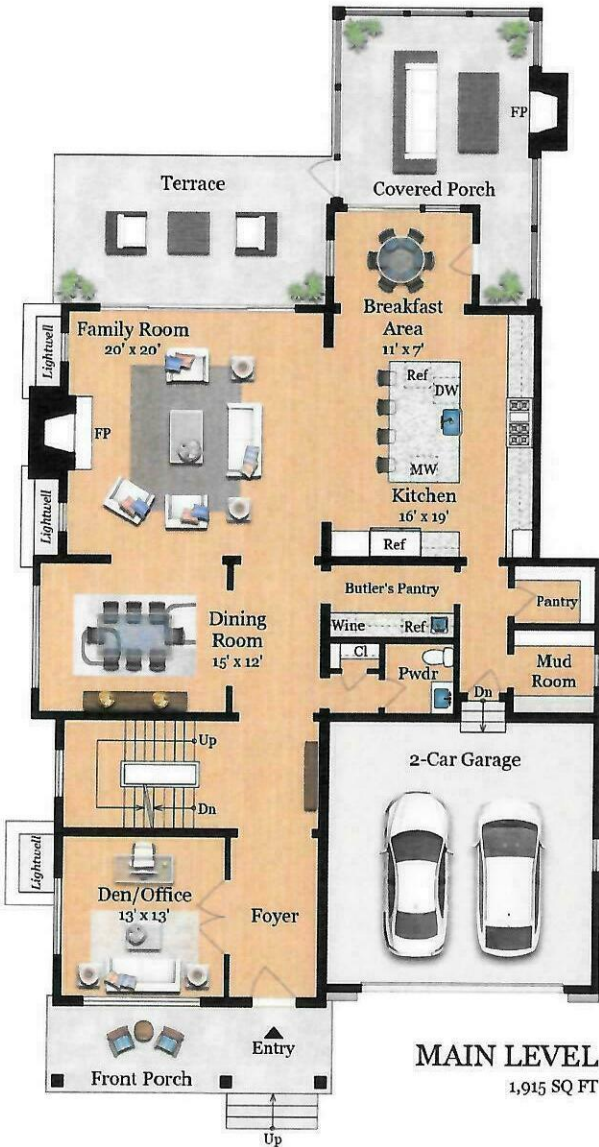 FP
Terrace
Covered Porch
Family Room
20' x 20'
Breakfast
Area
11' x 7'
Lightwell
Ref
DW
FP
MW
Lightwell
Kitchen
16' x 19'
Ref
Butler's Pantry
Pantry
Dining
Room
15' x 12'
Wine
Ref
Cl
Pwdr
Mud
Room
Dn
Up
2-Car Garage
Dn
Lightwell
Den/Office
13' x 13'
Foyer
Entry
MAIN LEVEL
1,915 SQ FT
Front Porch
Up